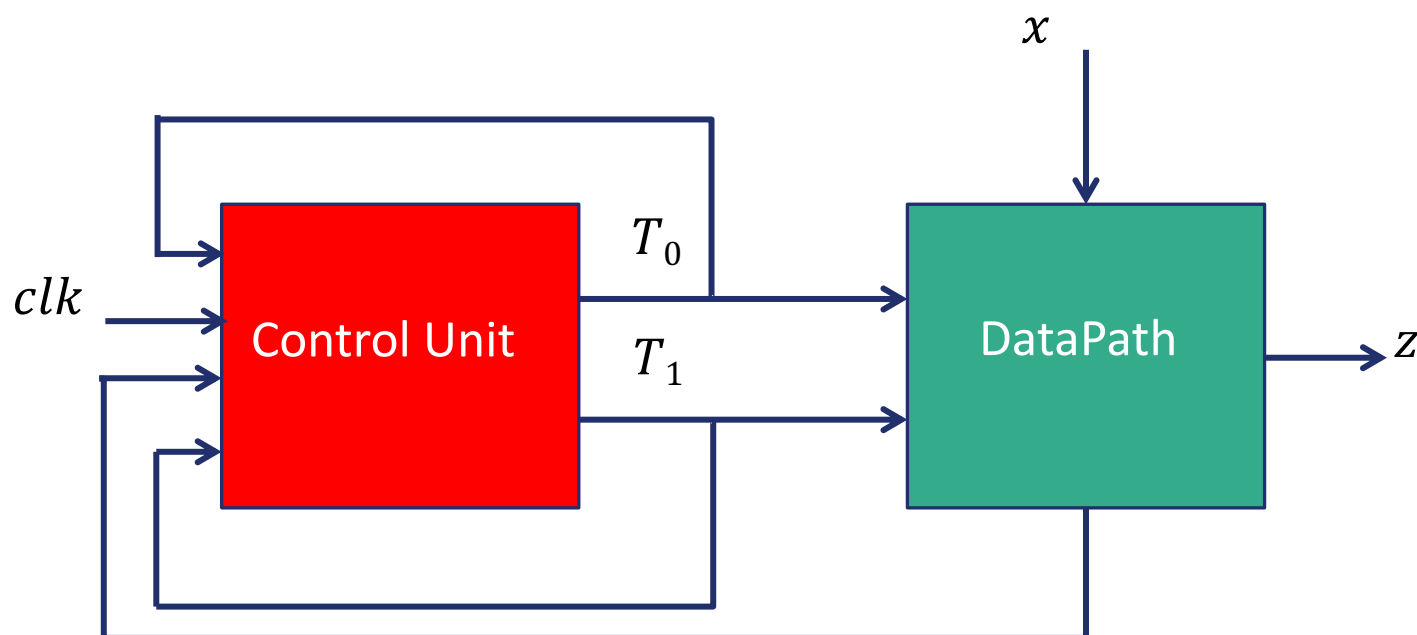 x
T₀
clk
Control Unit
T₁
DataPath
z